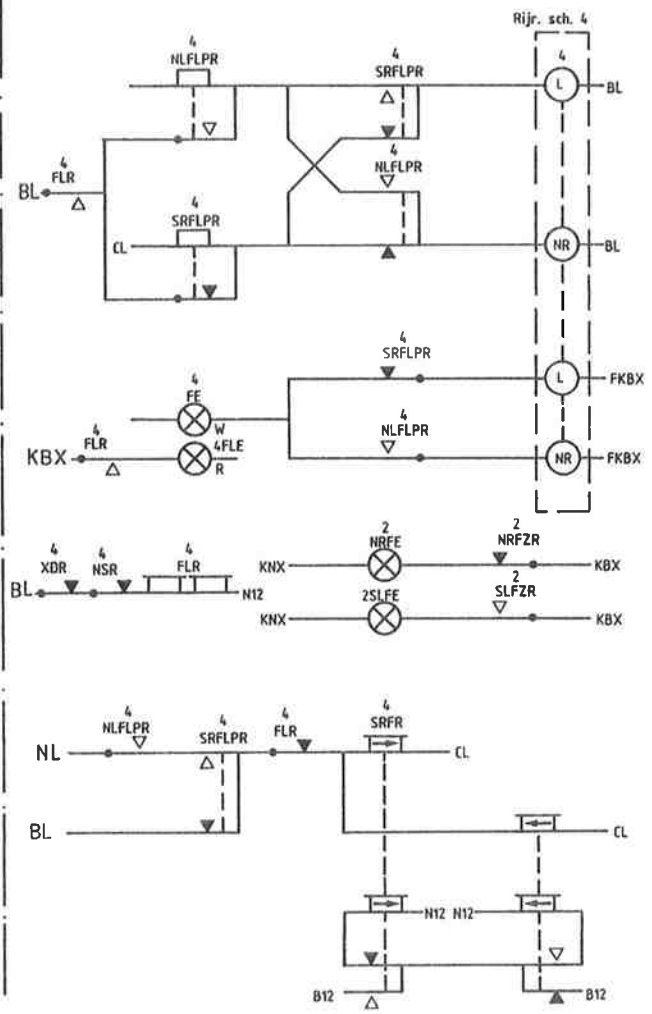 Rijr. sch. 4
4
NLFLPR
4
SRFLPR
4
L
BL
4
FLR
BL
4
NLFLPR
4
SRFLPR
CL
NR
BL
4
SRFLPR
4
FE
W
L
FKBX
4
FLR
KBX
4FLE
R
4
NLFLPR
NR
FKBX
4
XDR
4
NSR
4
FLR
BL
N12
2
NRFE
2
NRFZR
KNX
KBX
2SLFE
2
SLFZR
KNX
KBX
4
NLFLPR
4
SRFLPR
4
FLR
4
SRFR
NL
CL
BL
CL
N12 N12
B12
B12